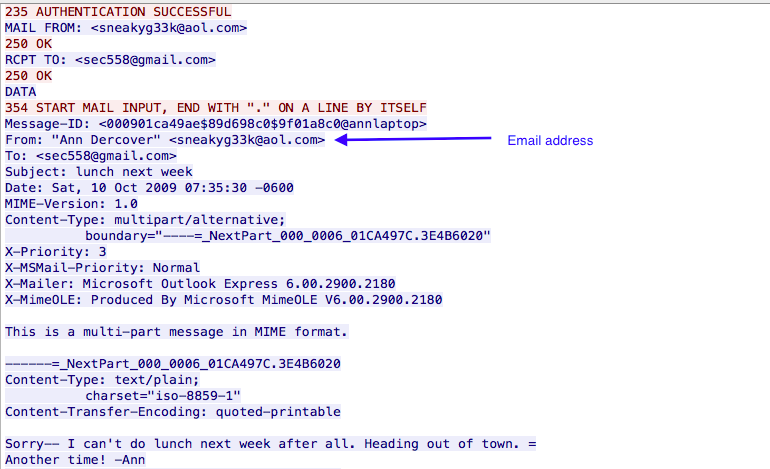 235 AUTHENTICATION SUCCESSFUL
MAIL FROM: <sneakyg33k@aol.com>
250 OK
RCPT TO: <sec558@gmail.com>
250 OK
DATA
354 START MAIL INPUT, END WITH "." ON A LINE BY ITSELF
Message-ID: <000901ca49ae$89d698c0$9f01a8c0@annlaptop>
From: "Ann Dercover" <sneakyg33k@aol.com>
Email address
To: <sec558@gmail.com>
Subject: lunch next week
Date: Sat, 10 Oct 2009 07:35:30 -0600
MIME-Version: 1.0
Content-Type: multipart/alternative;
boundary="----=_NextPart_000_0006_01CA497C.3E4B6020"
X-Priority: 3
X-MSMail-Priority: Normal
X-Mailer: Microsoft Outlook Express 6.00.2900.2180
X-MimeOLE: Produced By Microsoft MimeOLE V6.00.2900.2180
This is a multi-part message in MIME format.
------=_NextPart_000_0006_01CA497C.3E4B6020
Content-Type: text/plain;
charset="iso-8859-1"
Content-Transfer-Encoding: quoted-printable
Sorry-- I can't do lunch next week after all. Heading out of town. =
Another time! -Ann